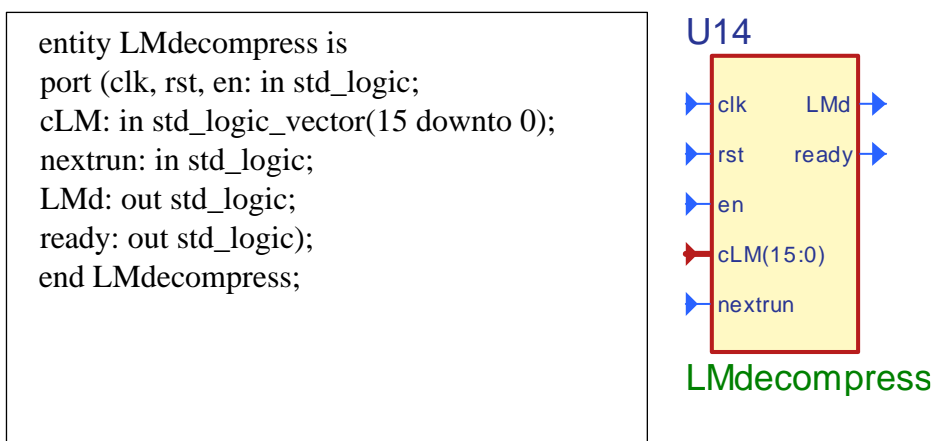 entity LMdecompress is
port (clk, rst, en: in std_logic;
cLM: in std_logic_vector(15 downto 0);
nextrun: in std_logic;
LMd: out std_logic;
ready: out std_logic);
end LMdecompress;
U14
clk LMd
rst ready
en
cLM(15:0)
nextrun
LMdecompress